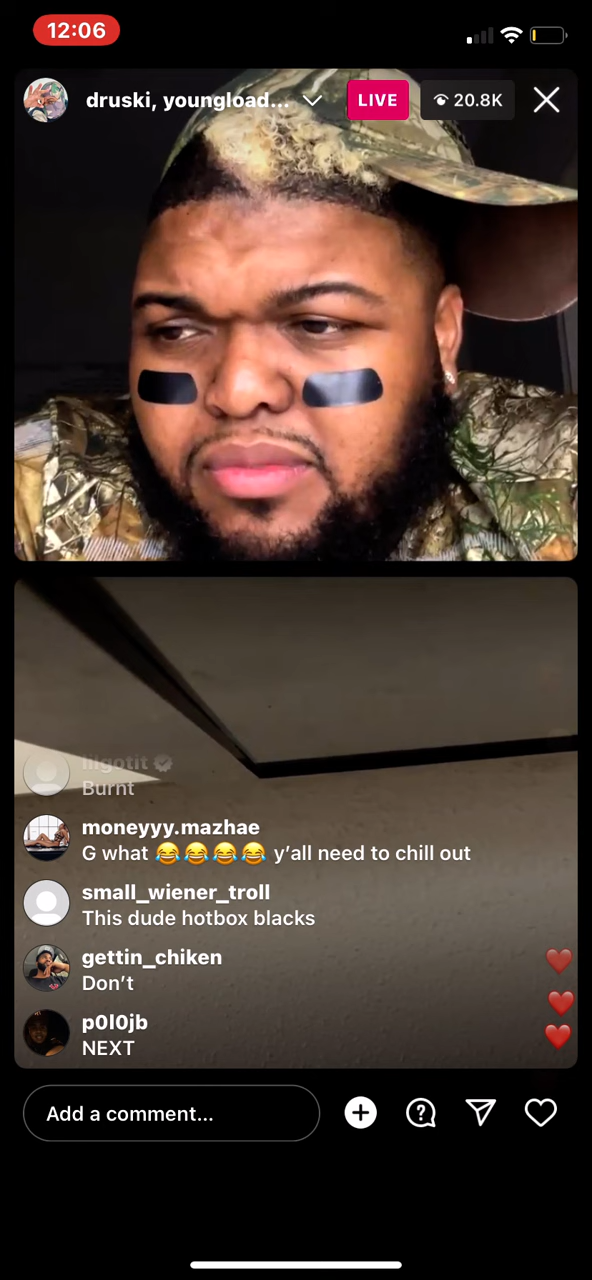 12:06
druski, youngload...
LIVE
20.8K
lilgotit
Burnt
moneyyy.mazhae
G what 😂😂😂😂 y’all need to chill out
small_wiener_troll
This dude hotbox blacks
gettin_chiken
Don’t
p0l0jb
NEXT
Add a comment...